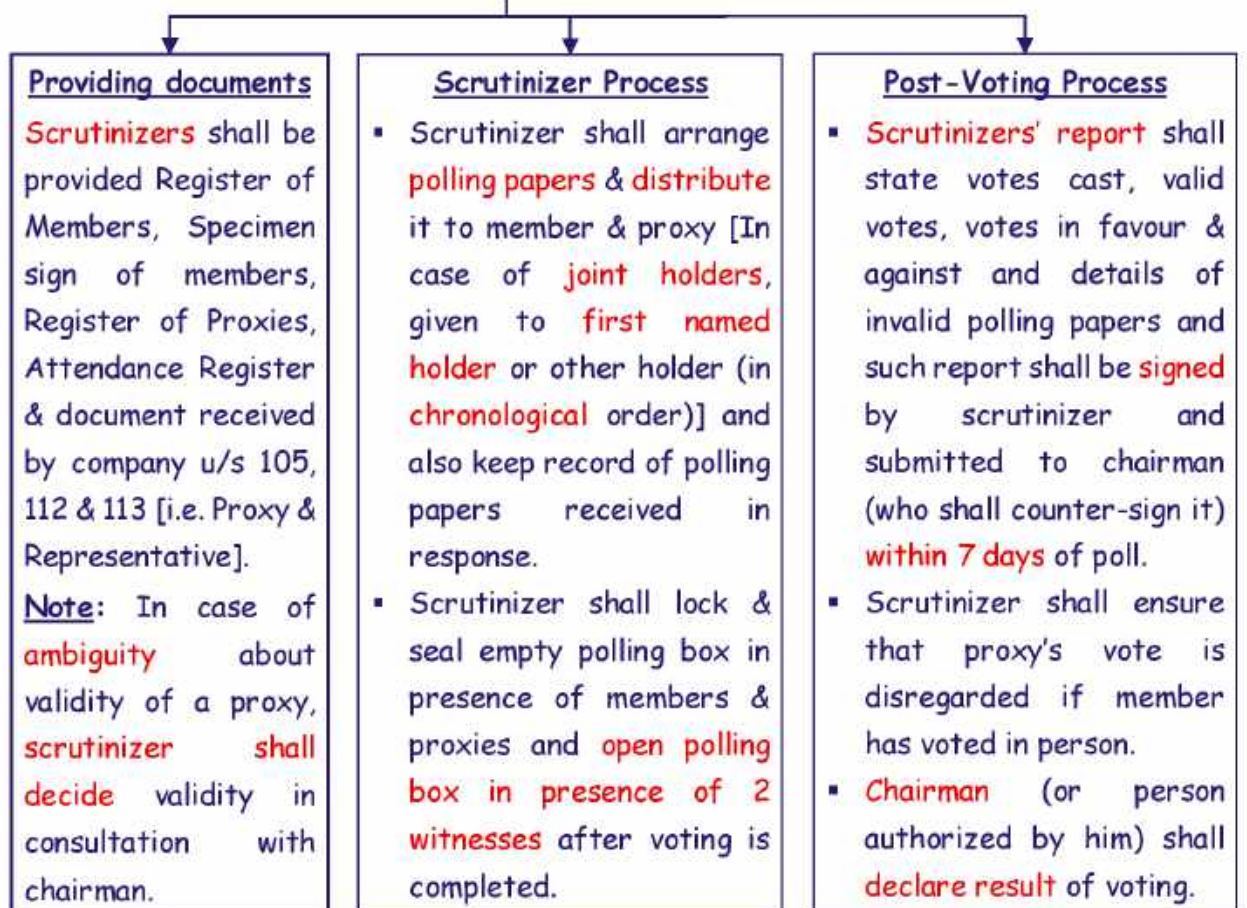 Providing documents
Scrutinizers shall be
provided Register of
Members, Specimen
sign of members,
Register of Proxies,
Attendance Register
& document received
by company u/s 105,
112 & 113 [i.e. Proxy &
Representative].
Note: In case of
ambiguity about
validity of a proxy,
scrutinizer shall
decide validity in
consultation with
chairman.
Scrutinizer Process
▪ Scrutinizer shall arrange
polling papers & distribute
it to member & proxy [In
case of joint holders,
given to first named
holder or other holder (in
chronological order)] and
also keep record of polling
papers received in
response.
▪ Scrutinizer shall lock &
seal empty polling box in
presence of members &
proxies and open polling
box in presence of 2
witnesses after voting is
completed.
Post-Voting Process
▪ Scrutinizers' report shall
state votes cast, valid
votes, votes in favour &
against and details of
invalid polling papers and
such report shall be signed
by scrutinizer and
submitted to chairman
(who shall counter-sign it)
within 7 days of poll.
▪ Scrutinizer shall ensure
that proxy's vote is
disregarded if member
has voted in person.
▪ Chairman (or person
authorized by him) shall
declare result of voting.